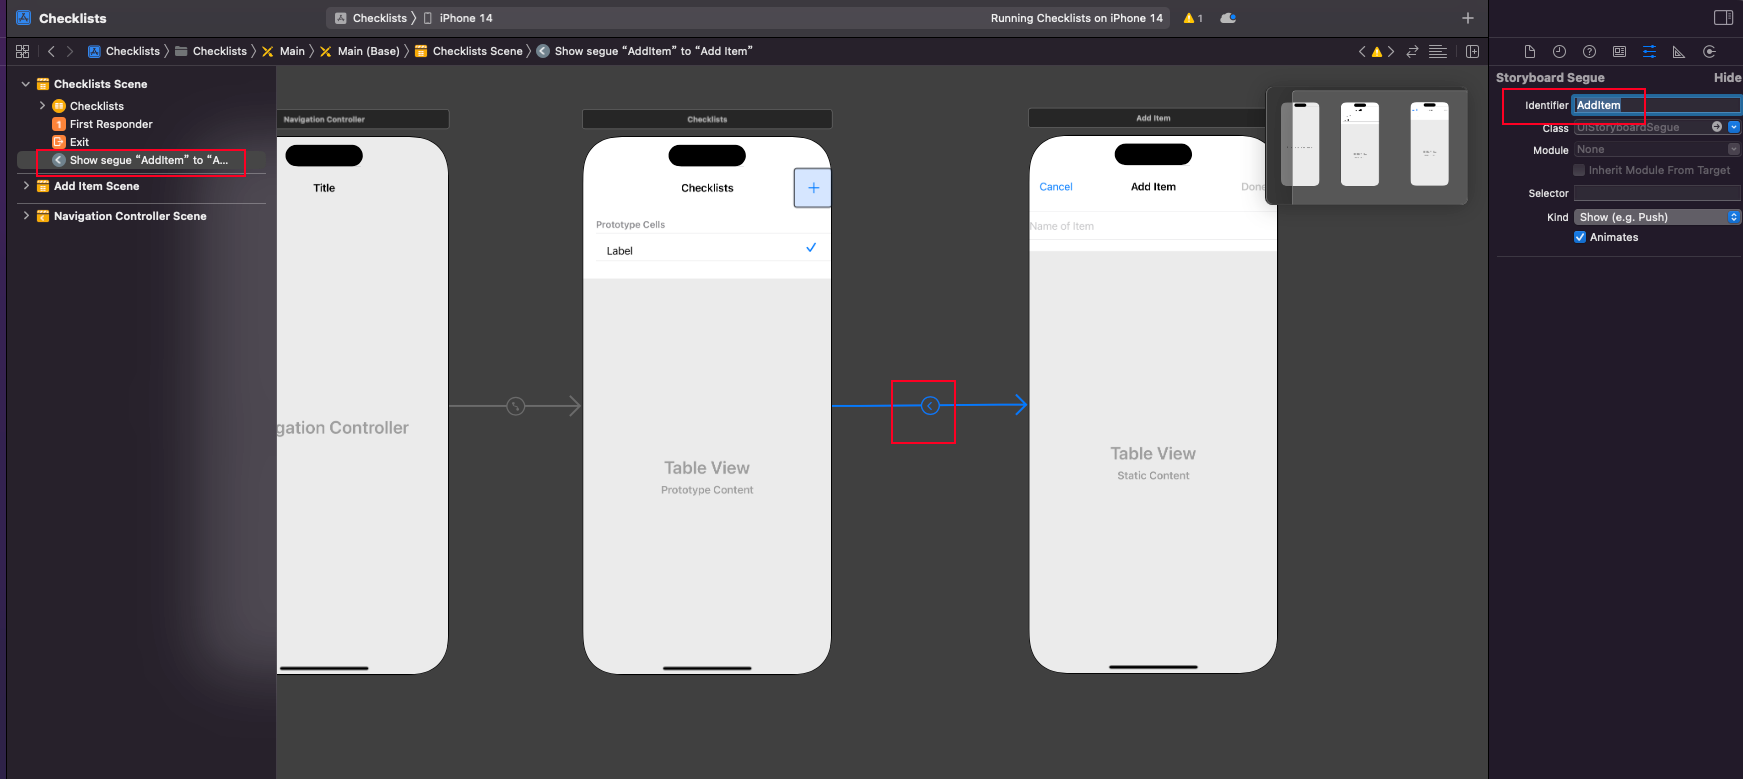 Checklists
Checklists iPhone 14 Running Checklists on iPhone 14 1
Checklists Checklists Main Main (Base) Checklists Scene Show segue “AddItem” to “Add Item”
Checklists Scene
Checklists
First Responder
Exit
Show segue “AddItem” to “A...
Add Item Scene
Navigation Controller Scene
Navigation Controller
Title
gation Controller
Checklists
Checklists
Prototype Cells
Label
Table View
Prototype Content
Add Item
Cancel Add Item Done
Name of Item
Table View
Static Content
Storyboard Segue Hide
Identifier AddItem
Class UIStoryboardSegue
Module None
Inherit Module From Target
Selector
Kind Show (e.g. Push)
Animates